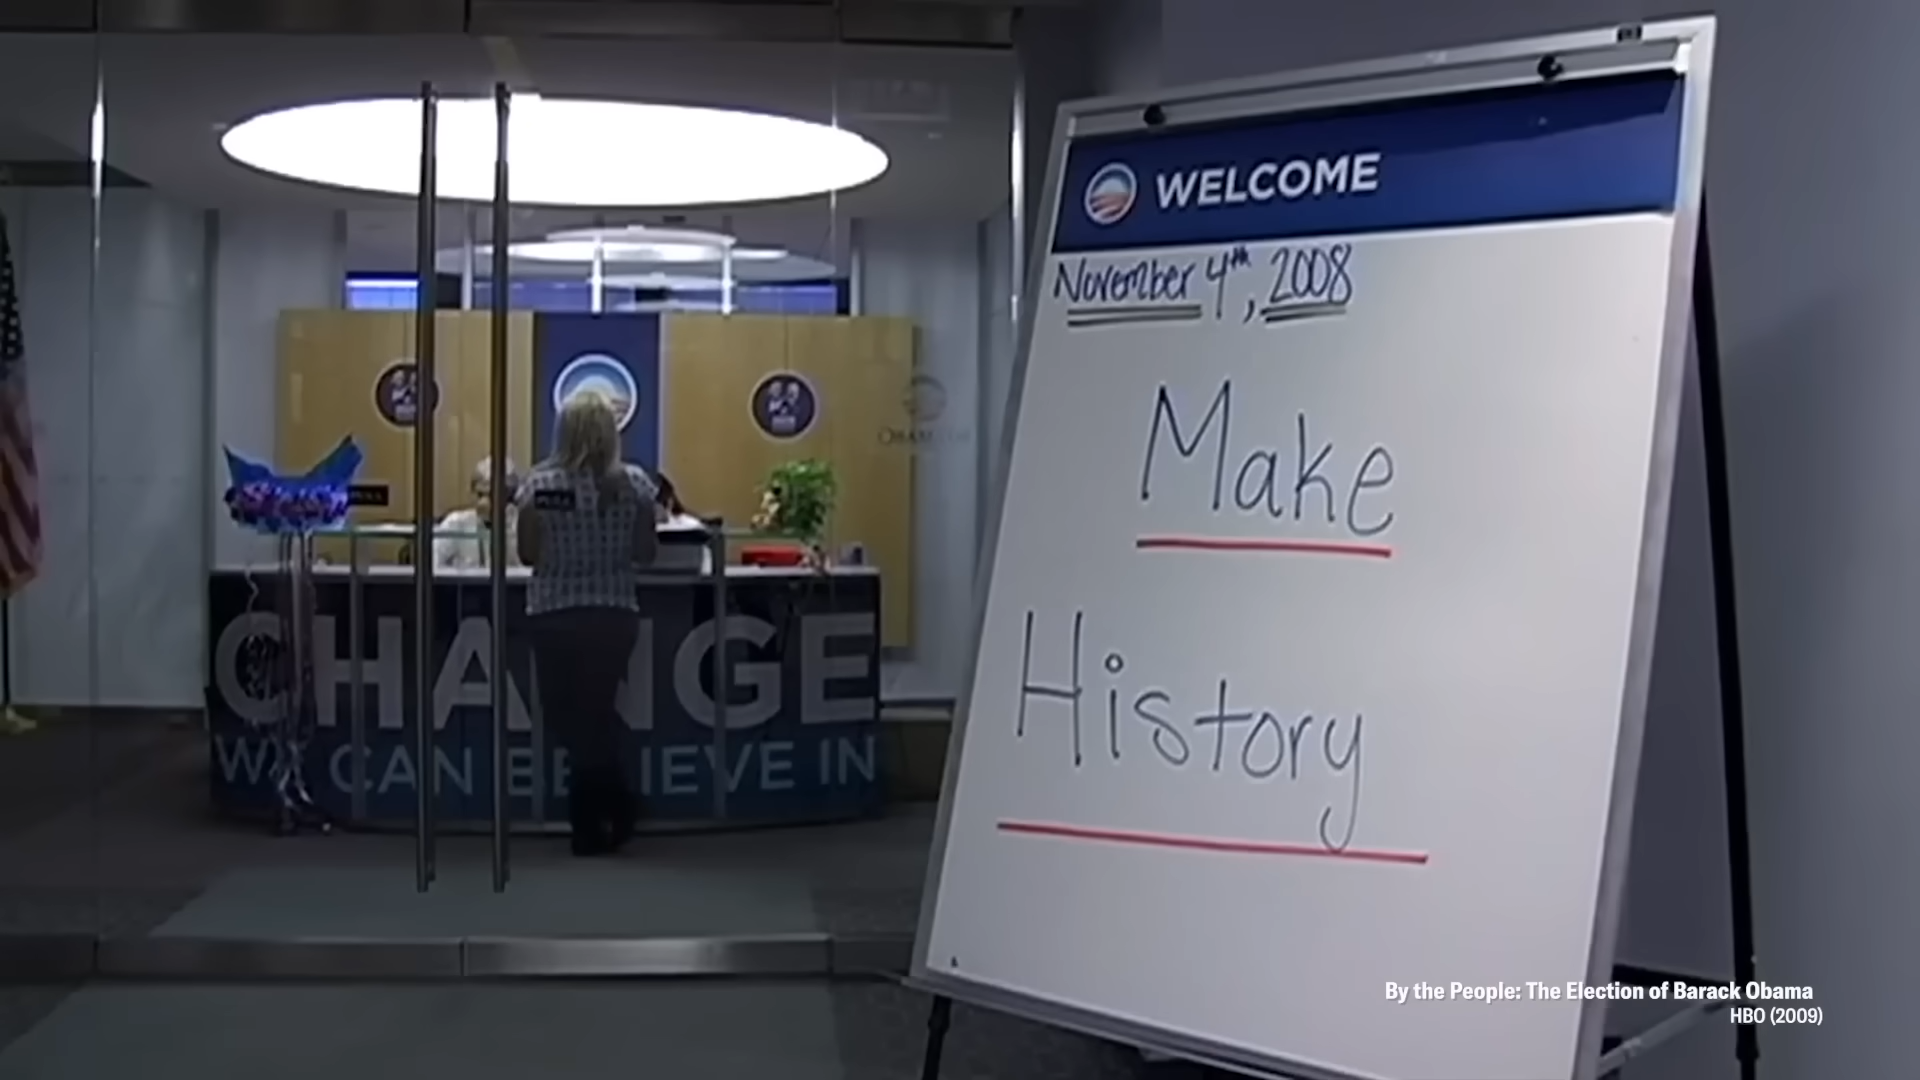 WELCOME
November 4th, 2008
Make
History
CHANGE
WE CAN BELIEVE IN
By the People: The Election of Barack Obama
HBO (2009)